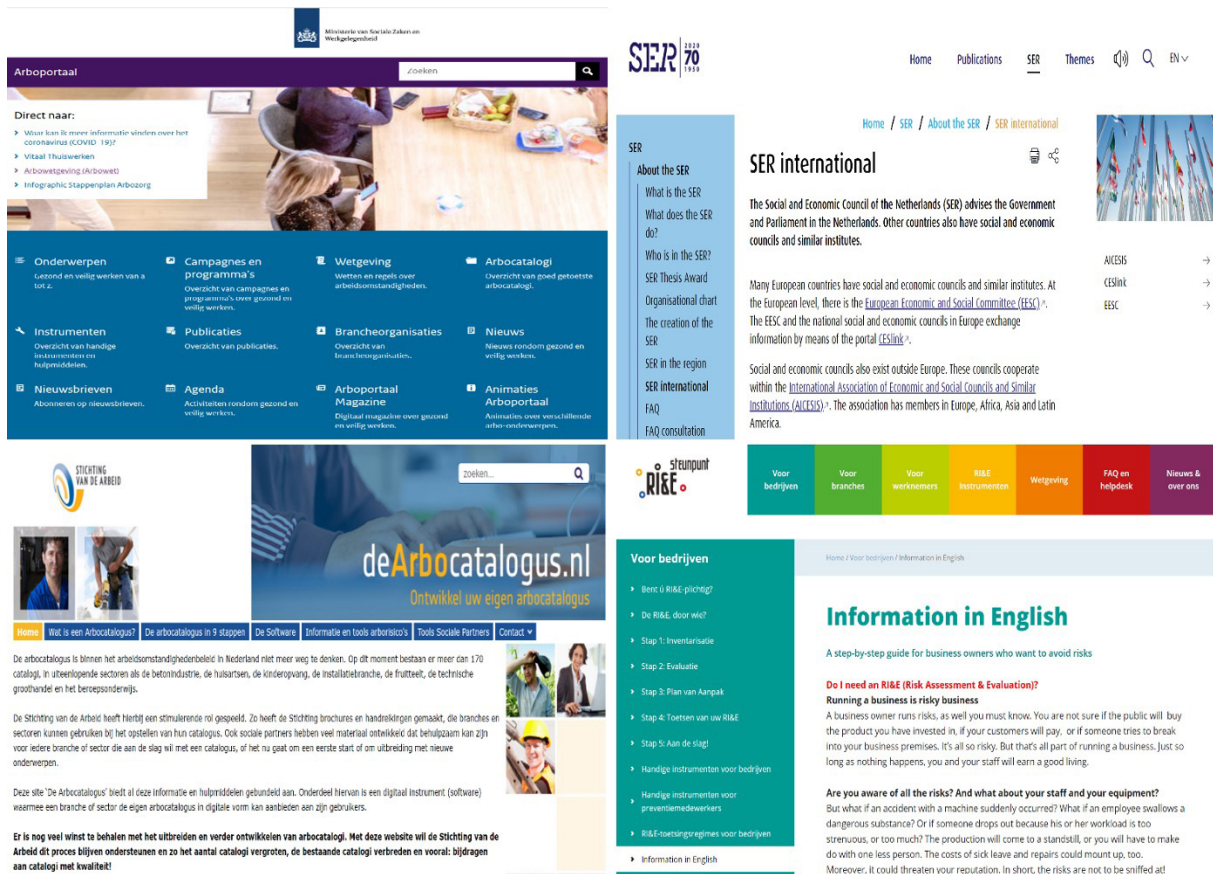 Ministerie van Sociale Zaken en
Werkgelegenheid
Arboportaal
Zoeken
Direct naar:
Waar kan ik meer informatie vinden over het
coronavirus (COVID-19)?
Vitaal Thuiswerken
Arbowetgeving (Arbowet)
Infographic Stappenplan Arbozorg
Onderwerpen
Gezond en veilig werken van a
tot z.
Campagnes en
programma's
Overzicht van campagnes en
programma's over gezond en
veilig werken.
Wetgeving
Wetten en regels over
arbeidsomstandigheden.
Arbocatalogi
Overzicht van goed getoetste
arbocatalogi.
Instrumenten
Overzicht van handige
instrumenten en
hulpmiddelen.
Publicaties
Overzicht van publicaties.
Brancheorganisaties
Overzicht van
brancheorganisaties.
Nieuws
Nieuws rondom gezond en
veilig werken.
Nieuwsbrieven
Abonneren op nieuwsbrieven.
Agenda
Activiteiten rondom gezond en
veilig werken.
Arboportaal
Magazine
Digitaal magazine over gezond
en veilig werken.
Animaties
Arboportaal
Animaties over verschillende
arbo-onderwerpen.
SER 2020
70
1950
Home Publications SER Themes EN
Home / SER / About the SER / SER international
SER
About the SER
What is the SER
What does the SER
do?
Who is in the SER?
SER Thesis Award
Organisational chart
The creation of the
SER
SER in the region
SER international
FAQ
FAQ consultation
SER international
The Social and Economic Council of the Netherlands (SER) advises the Government
and Parliament in the Netherlands. Other countries also have social and economic
councils and similar institutes.
Many European countries have social and economic councils and similar institutes. At
the European level, there is the European Economic and Social Committee (EESC).
The EESC and the national social and economic councils in Europe exchange
information by means of the portal CESlink.
Social and economic councils also exist outside Europe. These councils cooperate
within the International Association of Economic and Social Councils and Similar
Institutions (AICESIS). The association has members in Europe, Africa, Asia and Latin
America.
AICESIS
CESlink
EESC
STICHTING
VAN DE ARBEID
zoeken...
deArbocatalogus.nl
Ontwikkel uw eigen arbocatalogus
Home Wat is een Arbocatalogus? De arbocatalogus in 9 stappen De Software Informatie en tools arborisico's Tools Sociale Partners Contact
De arbocatalogus is binnen het arbeidsomstandighedenbeleid in Nederland niet meer weg te denken. Op dit moment bestaan er meer dan 170
catalogi, in uiteenlopende sectoren als de betonindustrie, de huisartsen, de kinderopvang, de installatiebranche, de fruitteelt, de technische
groothandel en het beroepsonderwijs.
De Stichting van de Arbeid heeft hierbij een stimulerende rol gespeeld. Zo heeft de Stichting brochures en handreikingen gemaakt, die branches en
sectoren kunnen gebruiken bij het opstellen van hun catalogus. Ook sociale partners hebben veel materiaal ontwikkeld dat behulpzaam kan zijn
voor iedere branche of sector die aan de slag wil met een catalogus, of het nu gaat om een eerste start of om uitbreiding met nieuwe
onderwerpen.
Deze site 'De Arbocatalogus' biedt al deze informatie en hulpmiddelen gebundeld aan. Onderdeel hiervan is een digitaal instrument (software)
waarmee een branche of sector de eigen arbocatalogus in digitale vorm kan aanbieden aan zijn gebruikers.
Er is nog veel winst te behalen met het uitbreiden en verder ontwikkelen van arbocatalogi. Met deze website wil de Stichting van de
Arbeid dit proces blijven ondersteunen en zo het aantal catalogi vergroten, de bestaande catalogi verbreden en vooral: bijdragen
aan catalogi met kwaliteit!
steunpunt
RI&E
Voor
bedrijven
Voor
branches
Voor
werknemers
RI&E
instrumenten
Wetgeving
FAQ en
helpdesk
Nieuws &
over ons
Voor bedrijven
Bent ú RI&E-plichtig?
De RI&E, door wie?
Stap 1: Inventarisatie
Stap 2: Evaluatie
Stap 3: Plan van Aanpak
Stap 4: Toetsen van uw RI&E
Stap 5: Aan de slag!
Handige instrumenten voor bedrijven
Handige instrumenten voor
preventiemedewerkers
RI&E-toetsingregimes voor bedrijven
Information in English
Home / Voor bedrijven / Information in English
Information in English
A step-by-step guide for business owners who want to avoid risks
Do I need an RI&E (Risk Assessment & Evaluation)?
Running a business is risky business
A business owner runs risks, as well you must know. You are not sure if the public will buy
the product you have invested in, if your customers will pay, or if someone tries to break
into your business premises. It's all so risky. But that's all part of running a business. Just so
long as nothing happens, you and your staff will earn a good living.
Are you aware of all the risks? And what about your staff and your equipment?
But what if an accident with a machine suddenly occurred? What if an employee swallows a
dangerous substance? Or if someone drops out because his or her workload is too
strenuous, or too much? The production will come to a standstill, or you will have to make
do with one less person. The costs of sick leave and repairs could mount up, too.
Moreover, it could threaten your reputation. In short, the risks are not to be sniffed at!